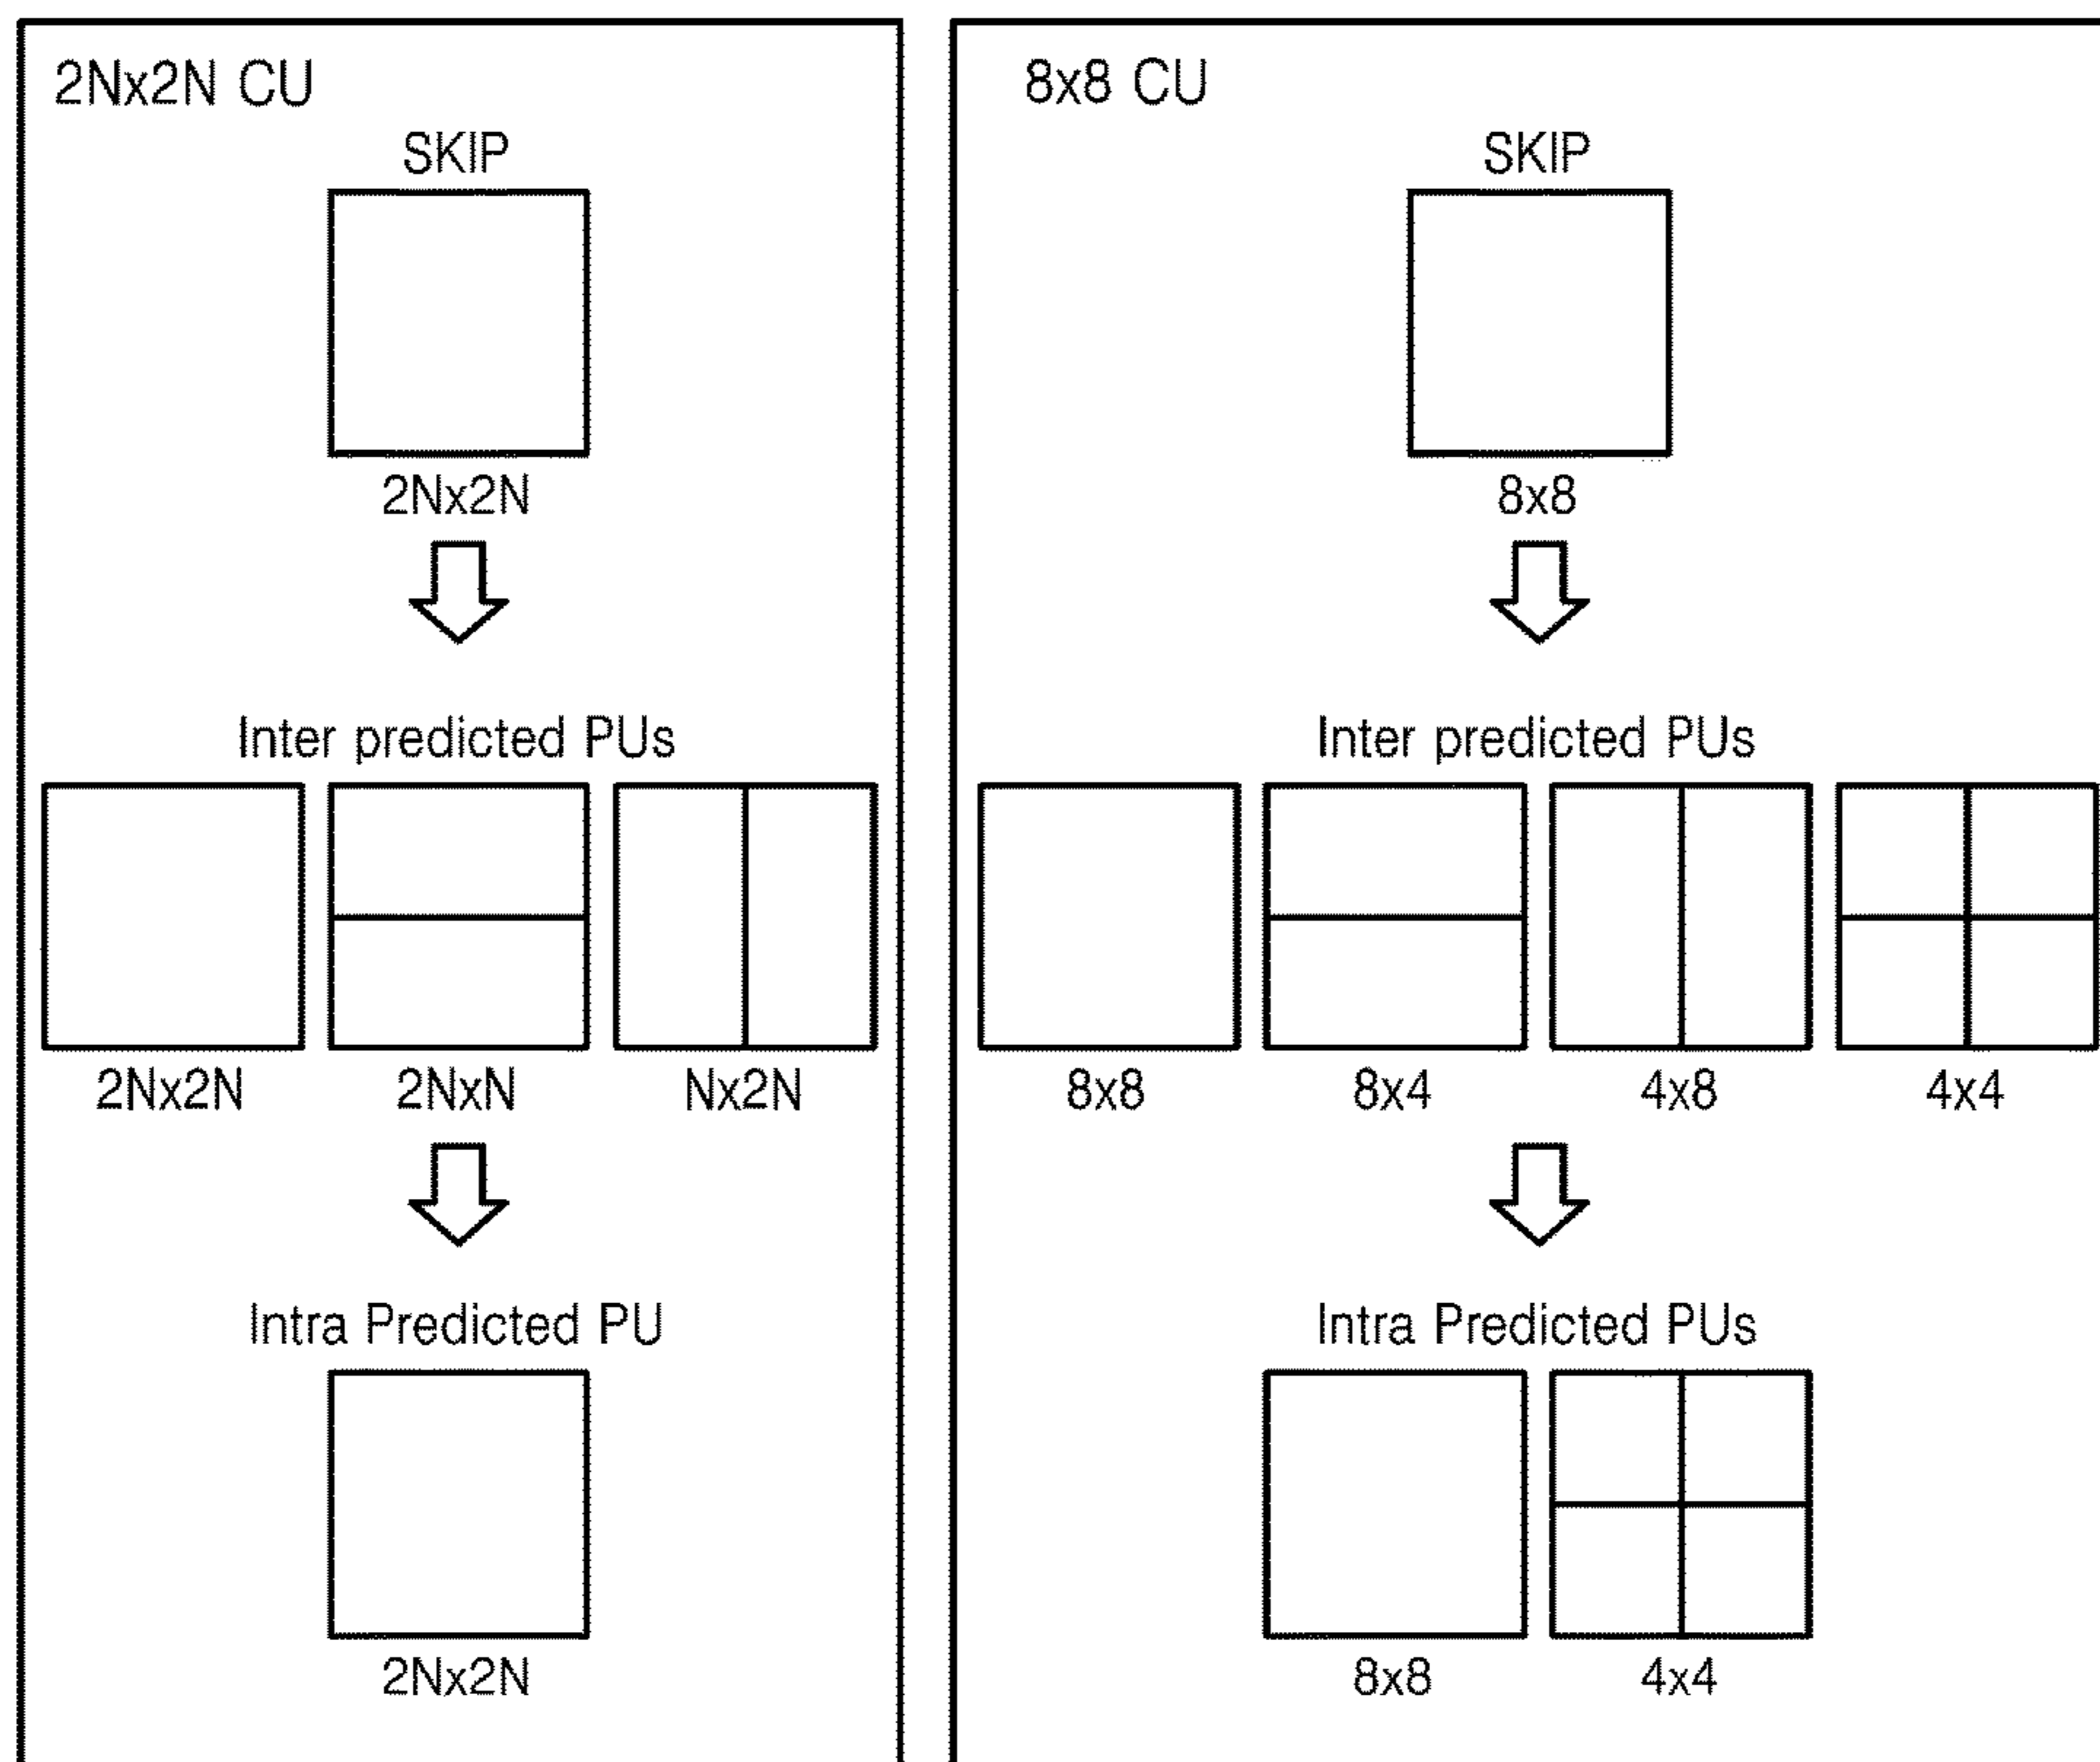 2Nx2N CU
SKIP
2Nx2N
Inter predicted PUs
2Nx2N 2NxN Nx2N
Intra Predicted PU
2Nx2N
8x8 CU
SKIP
8x8
Inter predicted PUs
8x8 8x4 4x8 4x4
Intra Predicted PUs
8x8 4x4